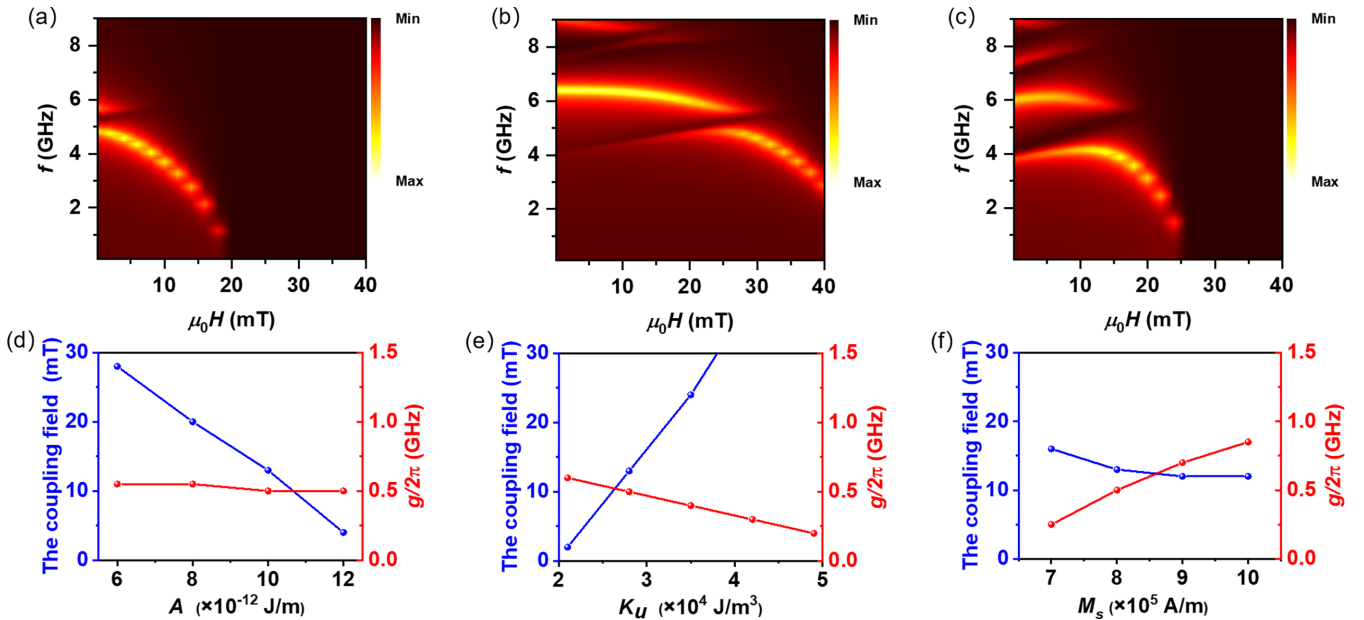 (a)
Min
Max
f (GHz)
8
6
4
2
10 20 30 40
μ₀H (mT)
(b)
Min
Max
f (GHz)
8
6
4
2
10 20 30 40
μ₀H (mT)
(c)
Min
Max
f (GHz)
8
6
4
2
10 20 30 40
μ₀H (mT)
(d)
The coupling field (mT)
30
20
10
0
1.5
1.0
0.5
0.0
g/2π (GHz)
6 8 10 12
A (×10⁻¹² J/m)
(e)
The coupling field (mT)
30
20
10
0
1.5
1.0
0.5
0.0
g/2π (GHz)
2 3 4 5
Kᵤ (×10⁴ J/m³)
(f)
The coupling field (mT)
30
20
10
0
1.5
1.0
0.5
0.0
g/2π (GHz)
7 8 9 10
Mₛ (×10⁵ A/m)